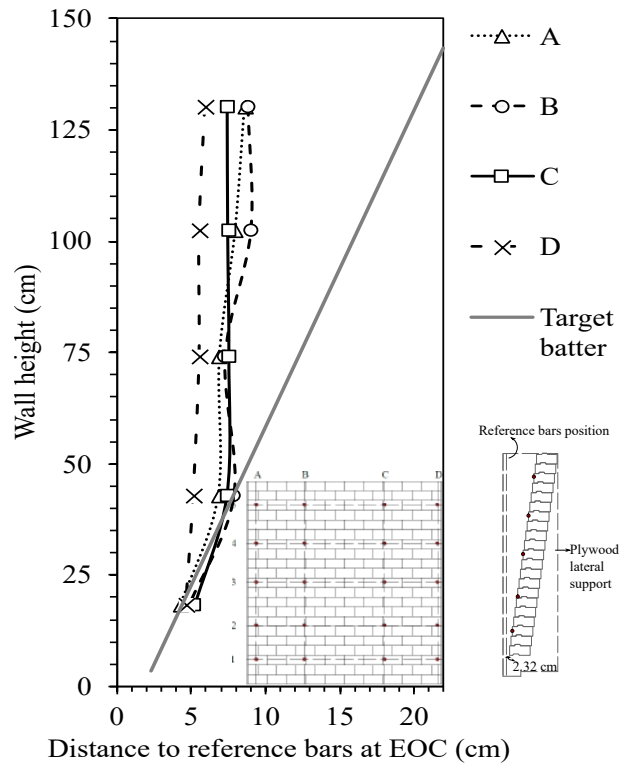 150
125
100
75
50
25
0
Wall height (cm)
0
5
10
15
20
Distance to reference bars at EOC (cm)
A
B
C
D
Target
batter
A B C D
4
3
2
1
Reference bars position
Plywood
lateral
support
2.32 cm